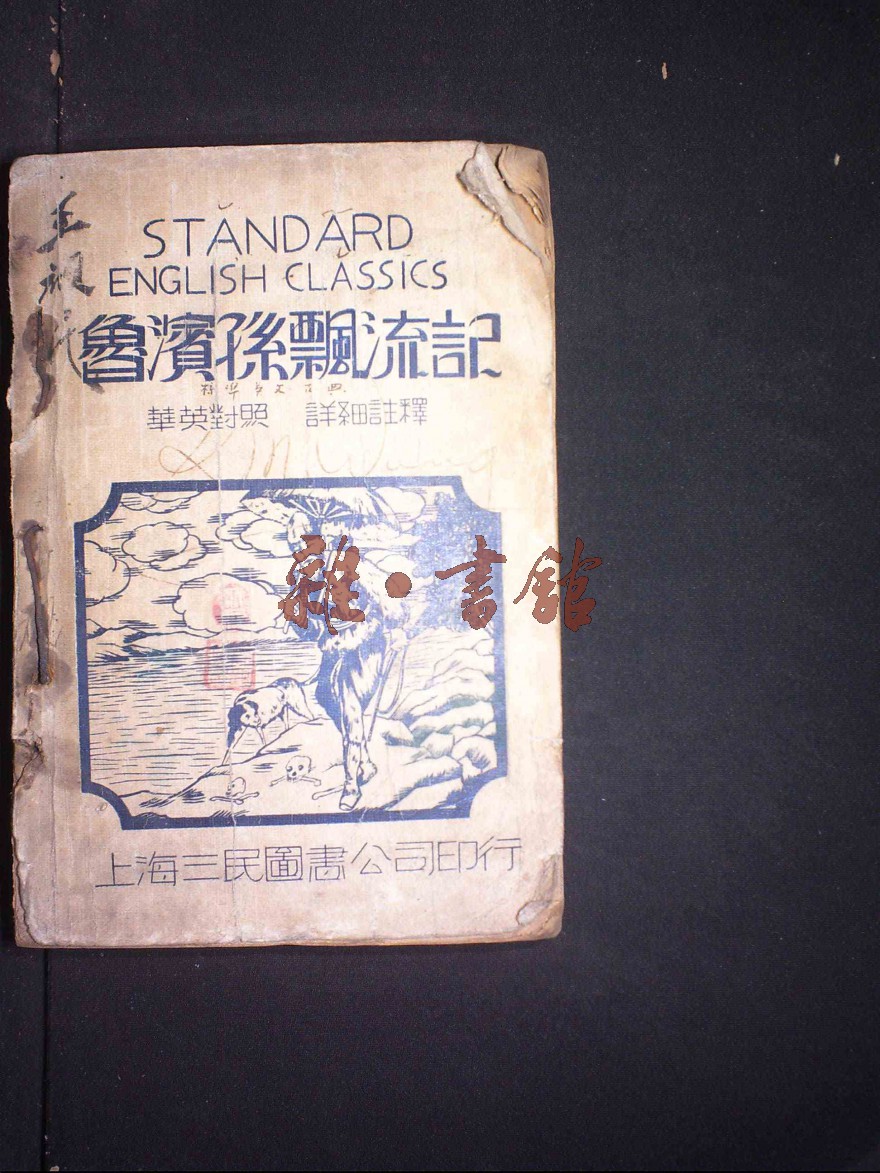 STANDARD
ENGLISH CLASSICS
魯濱孫飄流記
華英對照 詳細註釋
雜·書館
上海三民圖書公司印行